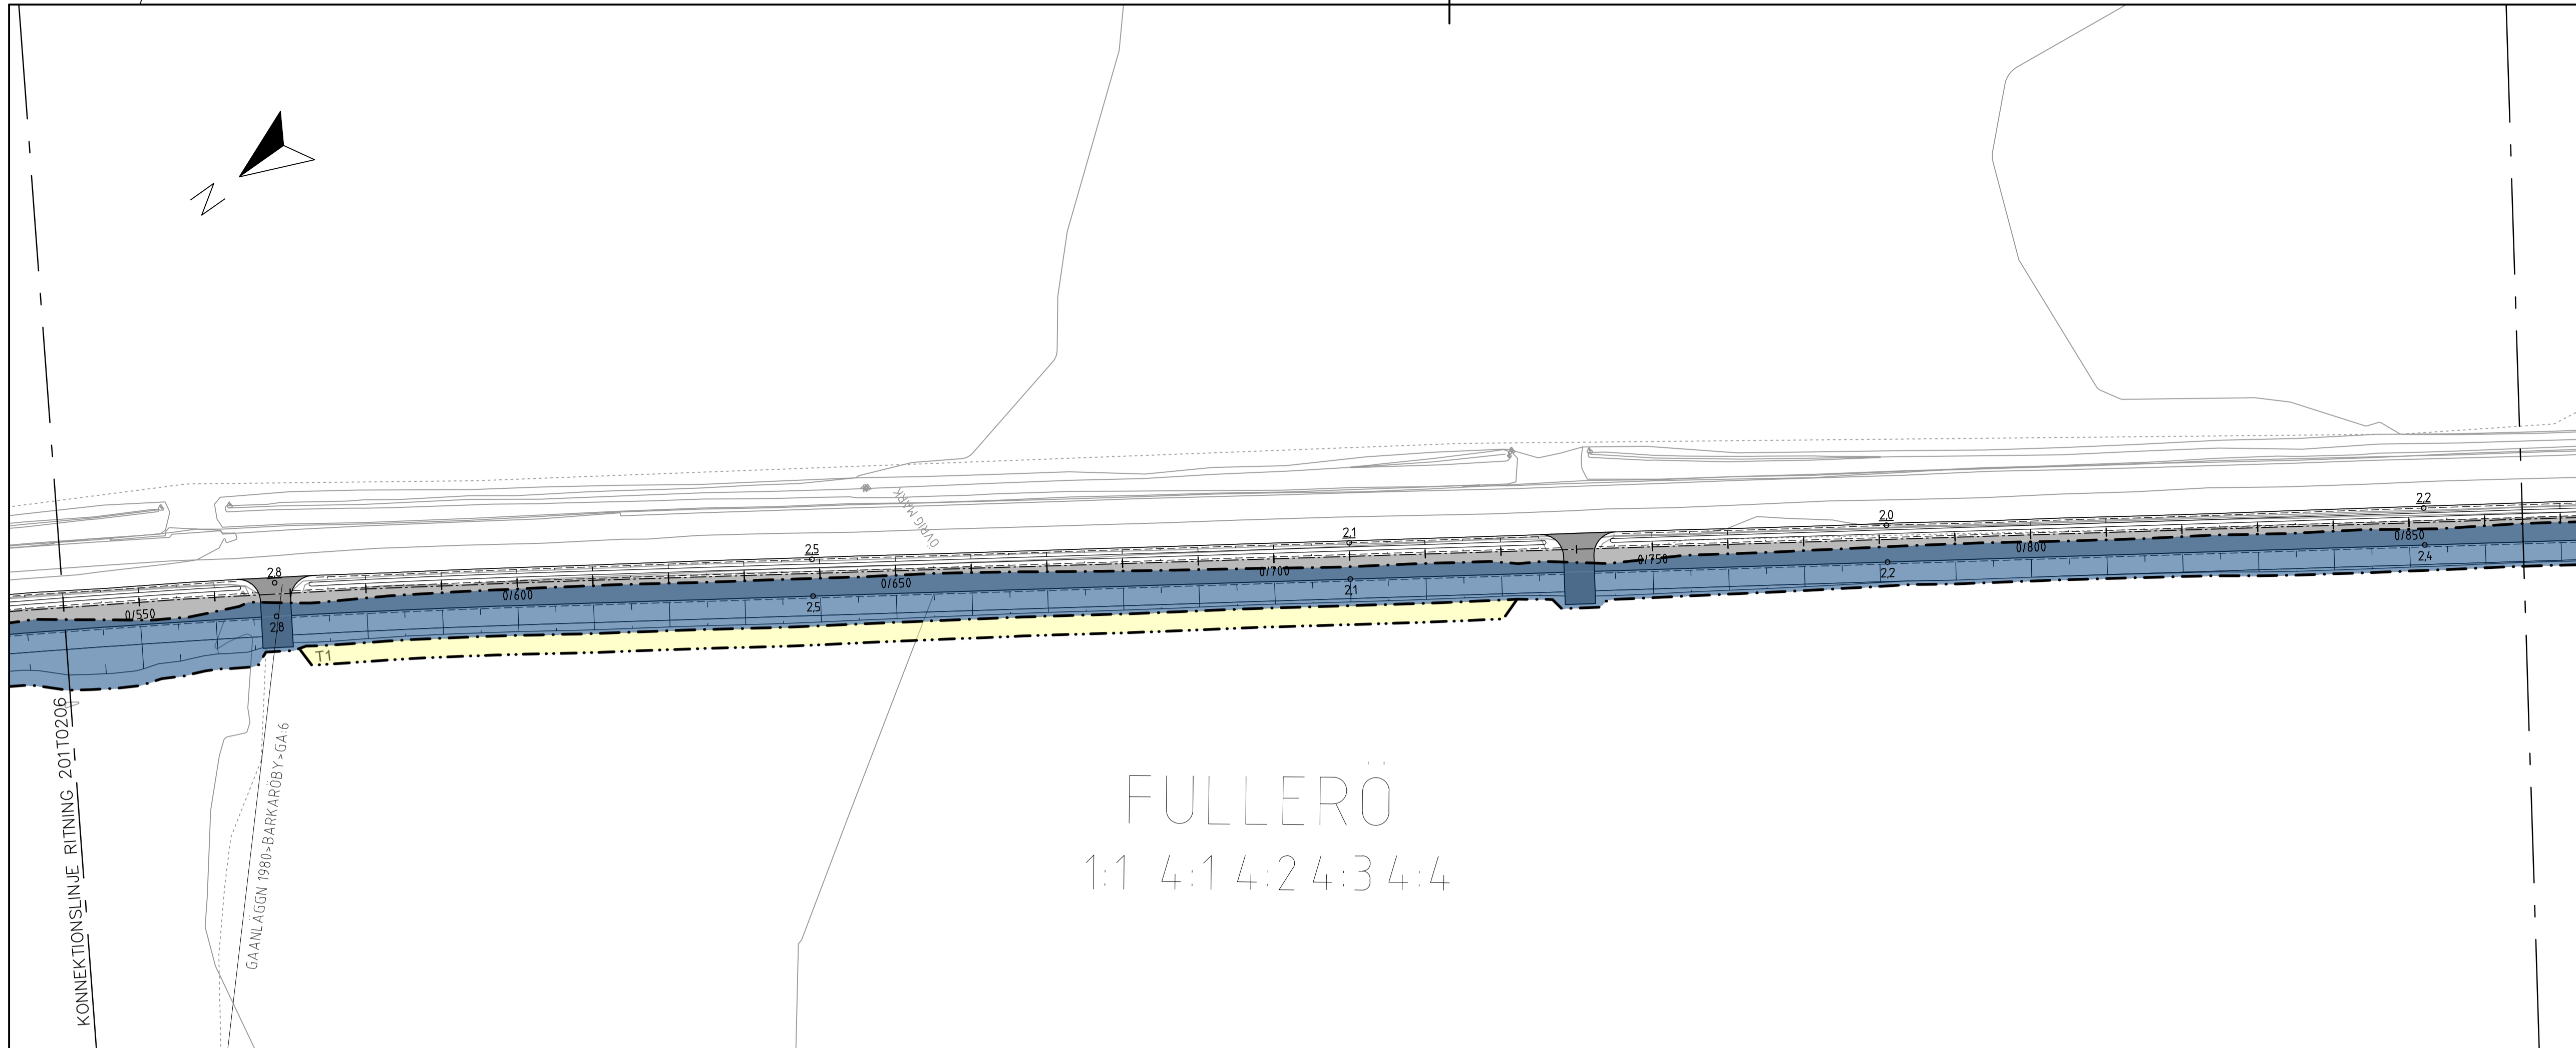 N
2,2
2,0
ÖVRIG MARK
2,1
2,5
2,8
0/850
0/800
0/750
0/700
0/650
0/600
0/550
2,4
2,2
2,1
2,5
2,8
T1
KONNEKTIONSLINJE RITNING 201T0206
GAANLÄGGN 1980>BARKARÖBY>GA:6
FULLERÖ
1:1 4:1 4:2 4:3 4:4